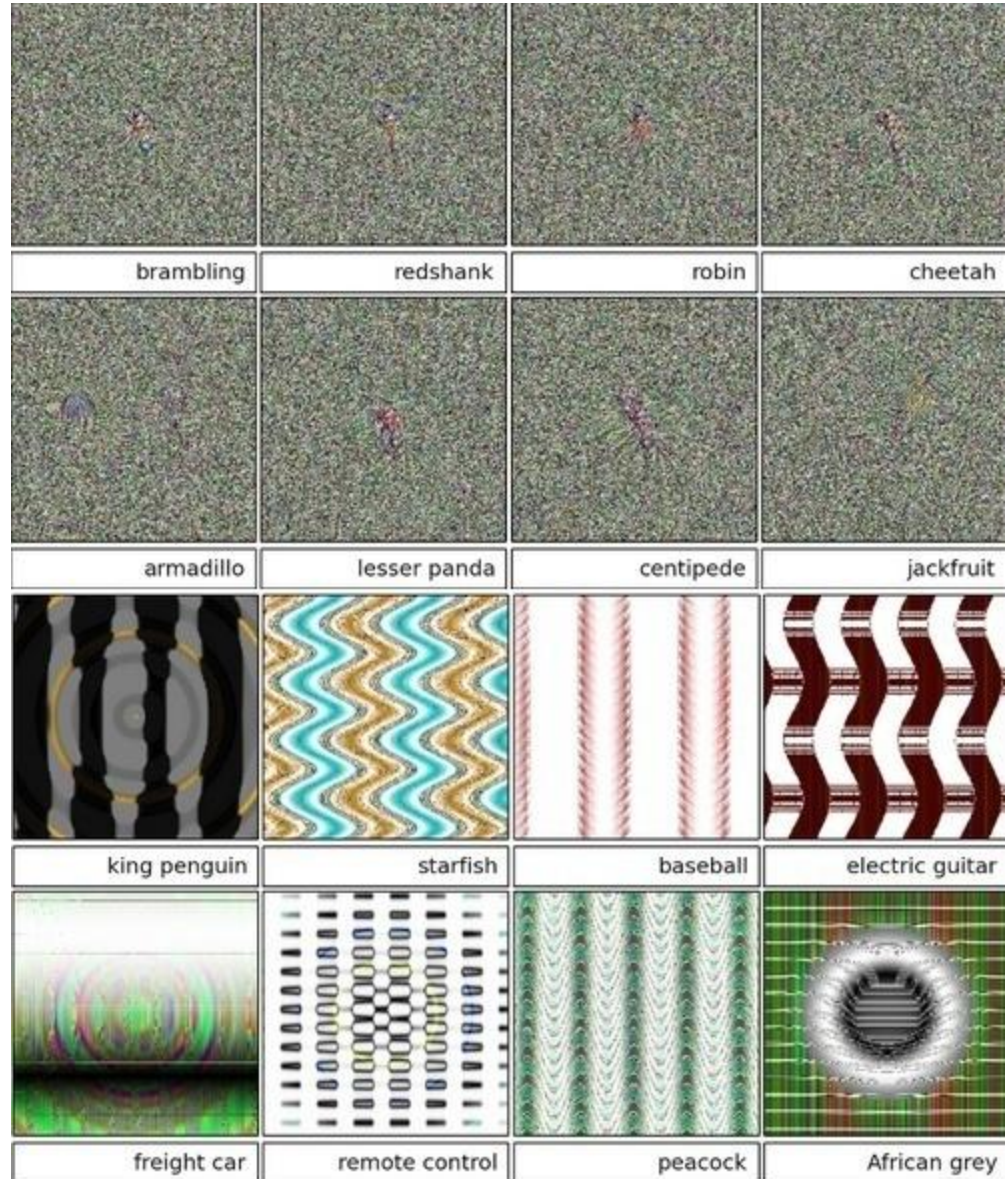 brambling redshank robin cheetah
armadillo lesser panda centipede jackfruit
king penguin starfish baseball electric guitar
freight car remote control peacock African grey